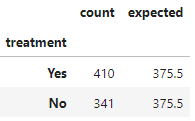 count expected
treatment
Yes 410 375.5
No 341 375.5